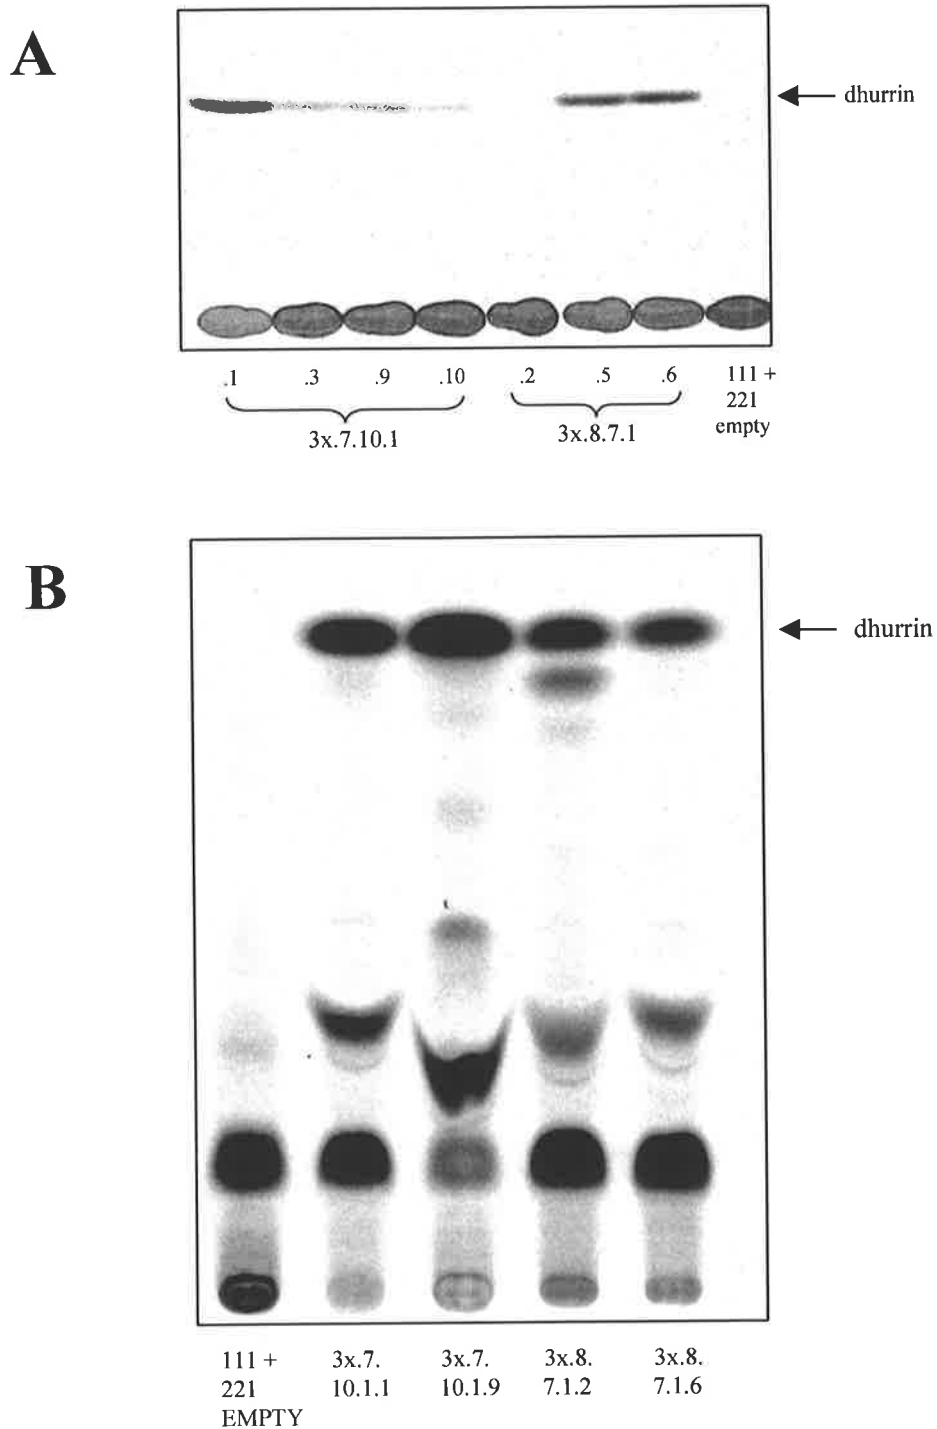 A
dhurrin
.1 .3 .9 .10 .2 .5 .6 111 +
221
empty
3x.7.10.1 3x.8.7.1
B
dhurrin
111 + 3x.7. 3x.7. 3x.8. 3x.8.
221 10.1.1 10.1.9 7.1.2 7.1.6
EMPTY